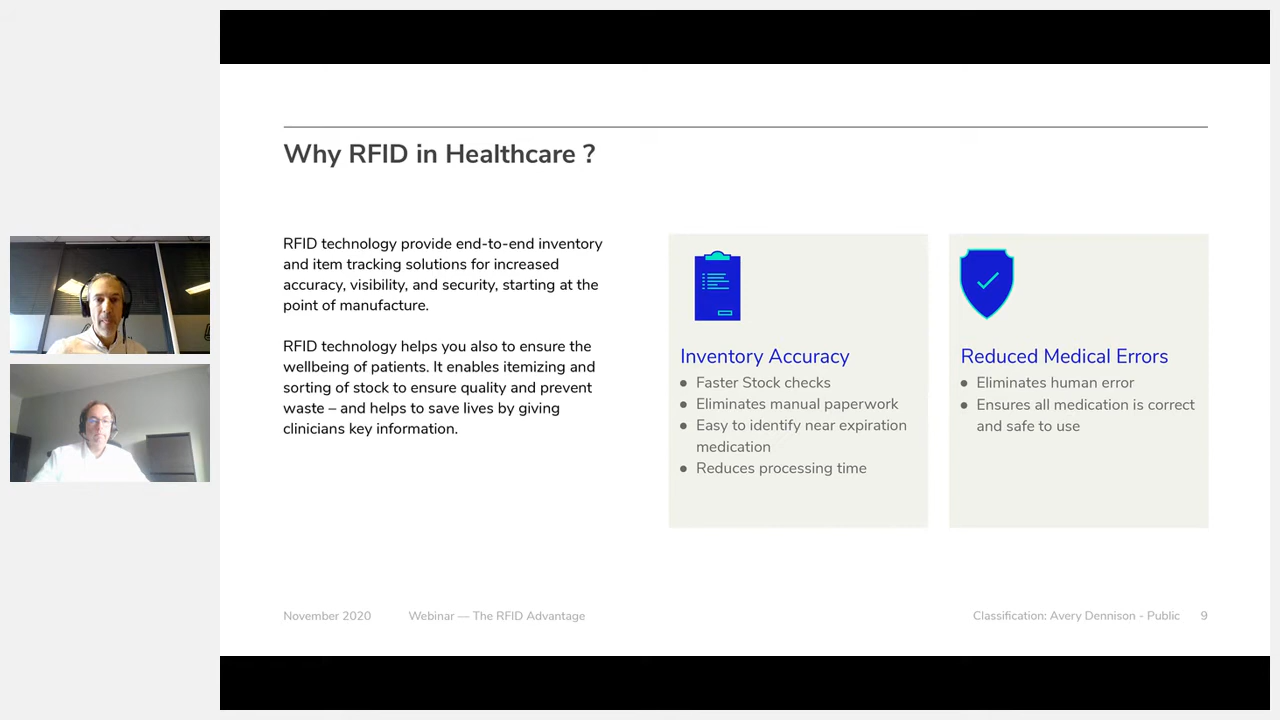 Why RFID in Healthcare ?
RFID technology provide end-to-end inventory
and item tracking solutions for increased
accuracy, visibility, and security, starting at the
point of manufacture.
RFID technology helps you also to ensure the
wellbeing of patients. It enables itemizing and
sorting of stock to ensure quality and prevent
waste – and helps to save lives by giving
clinicians key information.
Inventory Accuracy
● Faster Stock checks
● Eliminates manual paperwork
● Easy to identify near expiration
medication
● Reduces processing time
Reduced Medical Errors
● Eliminates human error
● Ensures all medication is correct
and safe to use
November 2020 Webinar — The RFID Advantage Classification: Avery Dennison - Public 9